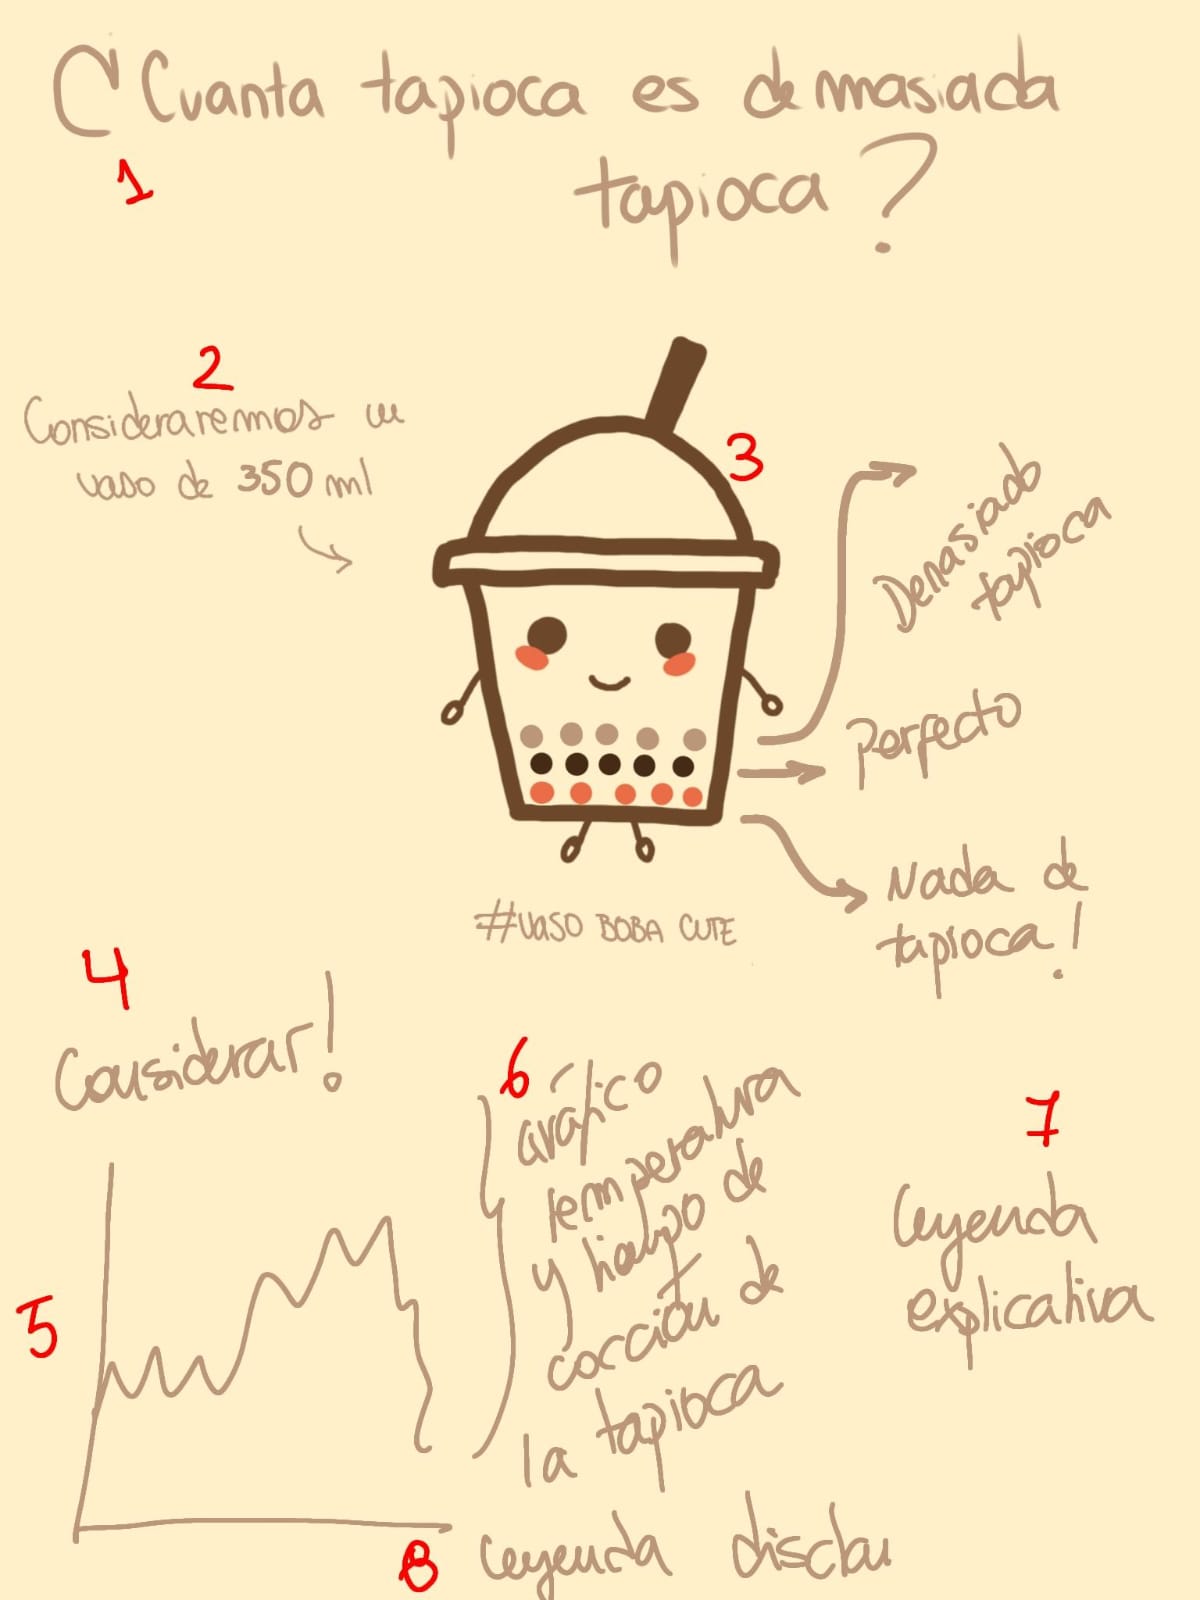 ¿Cuanta tapioca es demasiada
tapioca?
1
2
Consideraremos un
vaso de 350 ml
3
Demasiado
tapioca
Perfecto
Nada de
tapioca!
#VASO BOBA CUTE
4
Considerar!
5
6
gráfico
temperatura
y tiempo de
cocción de
la tapioca
7
Leyenda
explicativa
8
Leyenda